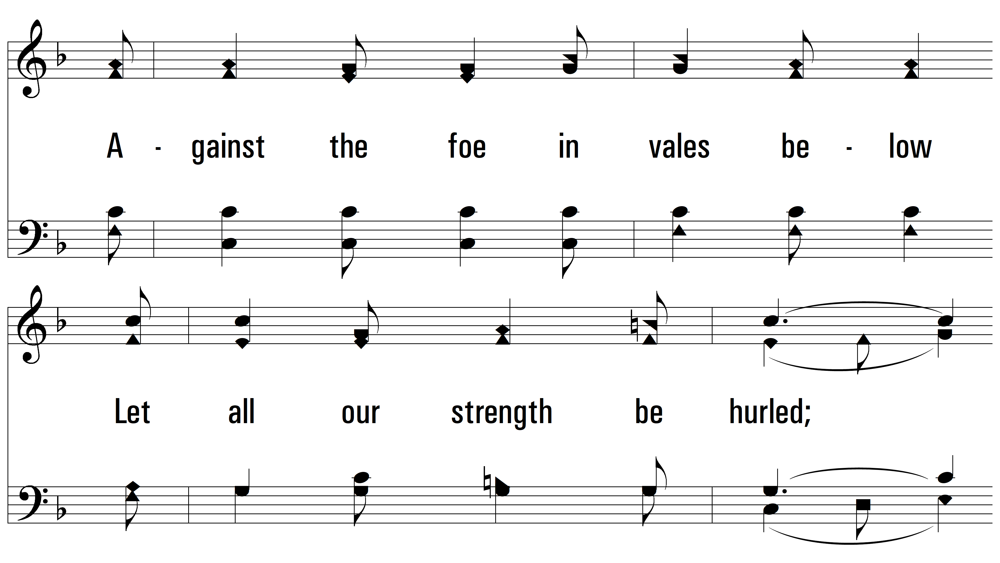 A - gainst the foe in vales be - low
Let all our strength be hurled;